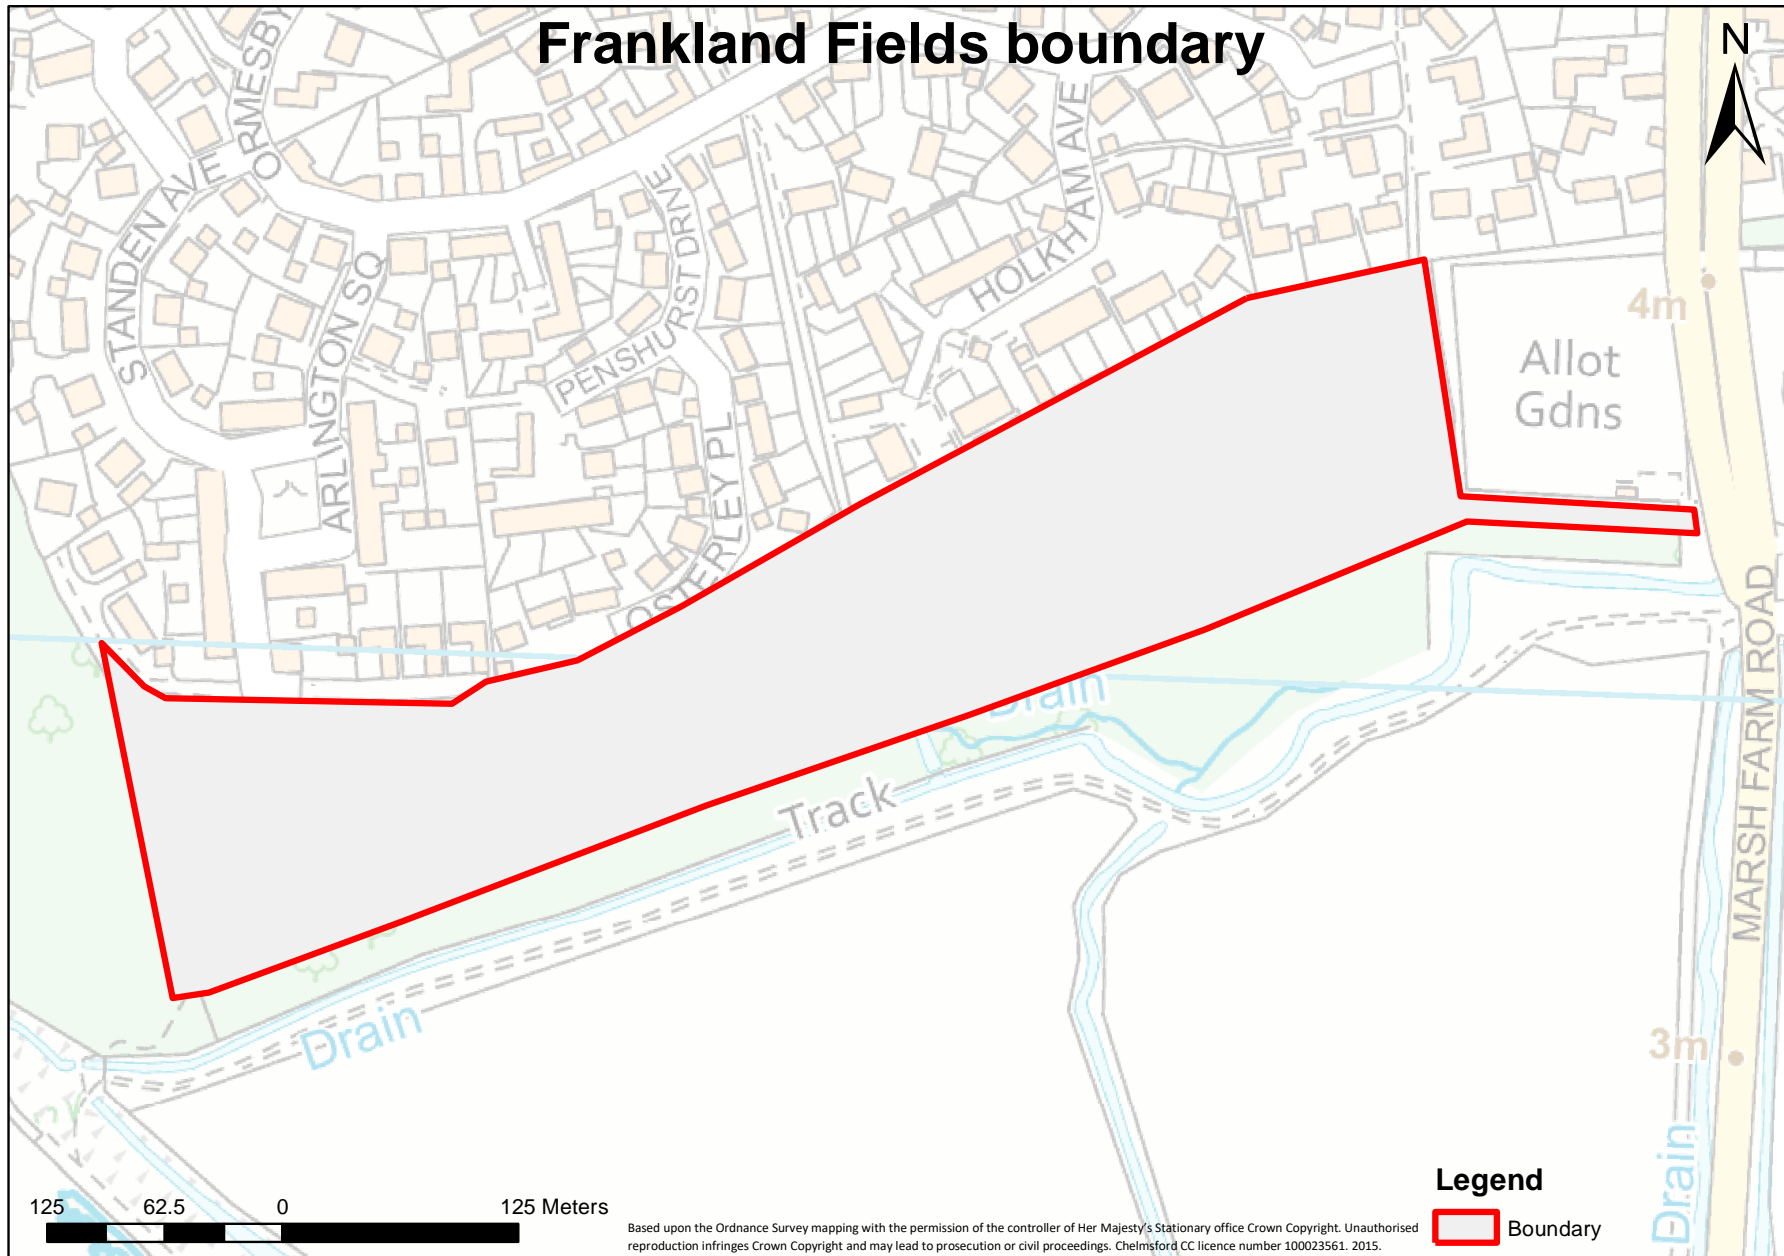 Frankland Fields boundary
N
ORMESBY
STANDEN AVE
ARLINGTON SQ
PENSHURST DRIVE
HOLKHAM AVE
OSTERLEY PL
4m
Allot
Gdns
Drain
Track
MARSH FARM ROAD
Drain
3m
Drain
125 62.5 0 125 Meters
Based upon the Ordnance Survey mapping with the permission of the controller of Her Majesty's Stationary office Crown Copyright. Unauthorised
reproduction infringes Crown Copyright and may lead to prosecution or civil proceedings. Chelmsford CC licence number 100023561. 2015.
Legend
Boundary